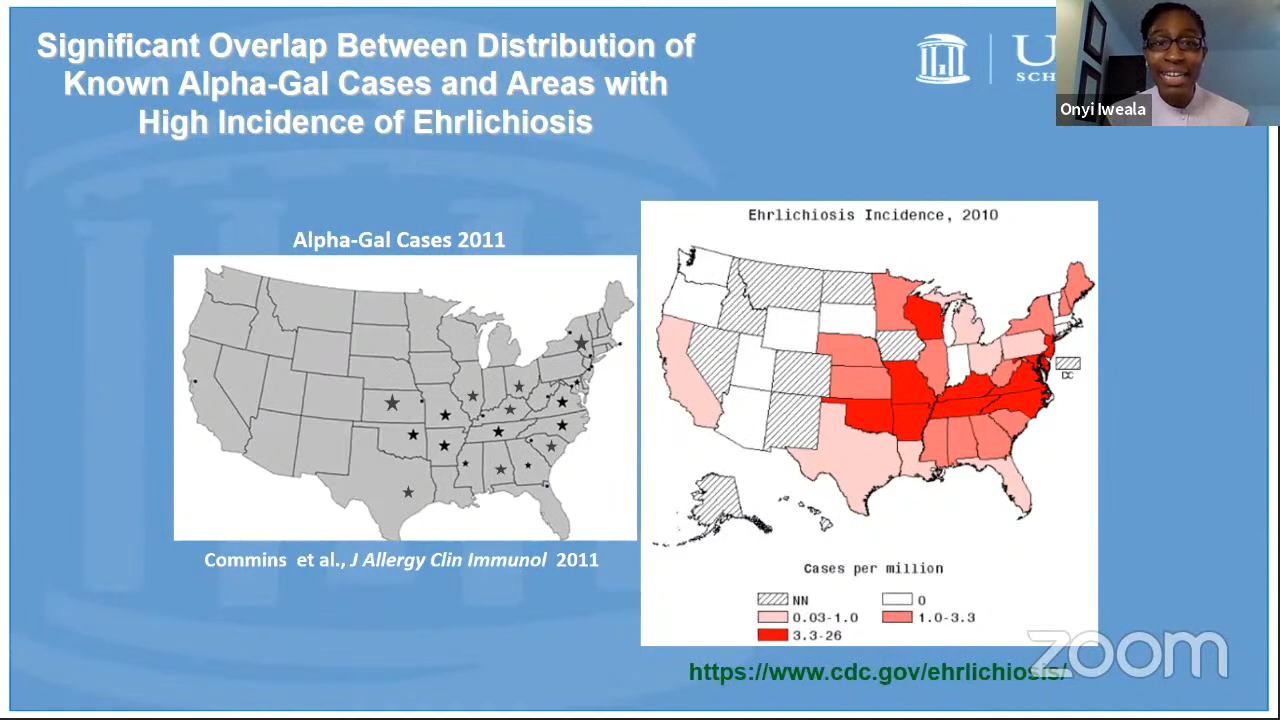 Significant Overlap Between Distribution of
Known Alpha-Gal Cases and Areas with
High Incidence of Ehrlichiosis
U
SCH
Onyi Iweala
Alpha-Gal Cases 2011
Commins et al., J Allergy Clin Immunol 2011
Ehrlichiosis Incidence, 2010
DC
Cases per million
NN
0
0.03-1.0
1.0-3.3
3.3-26
https://www.cdc.gov/ehrlichiosis/
zoom